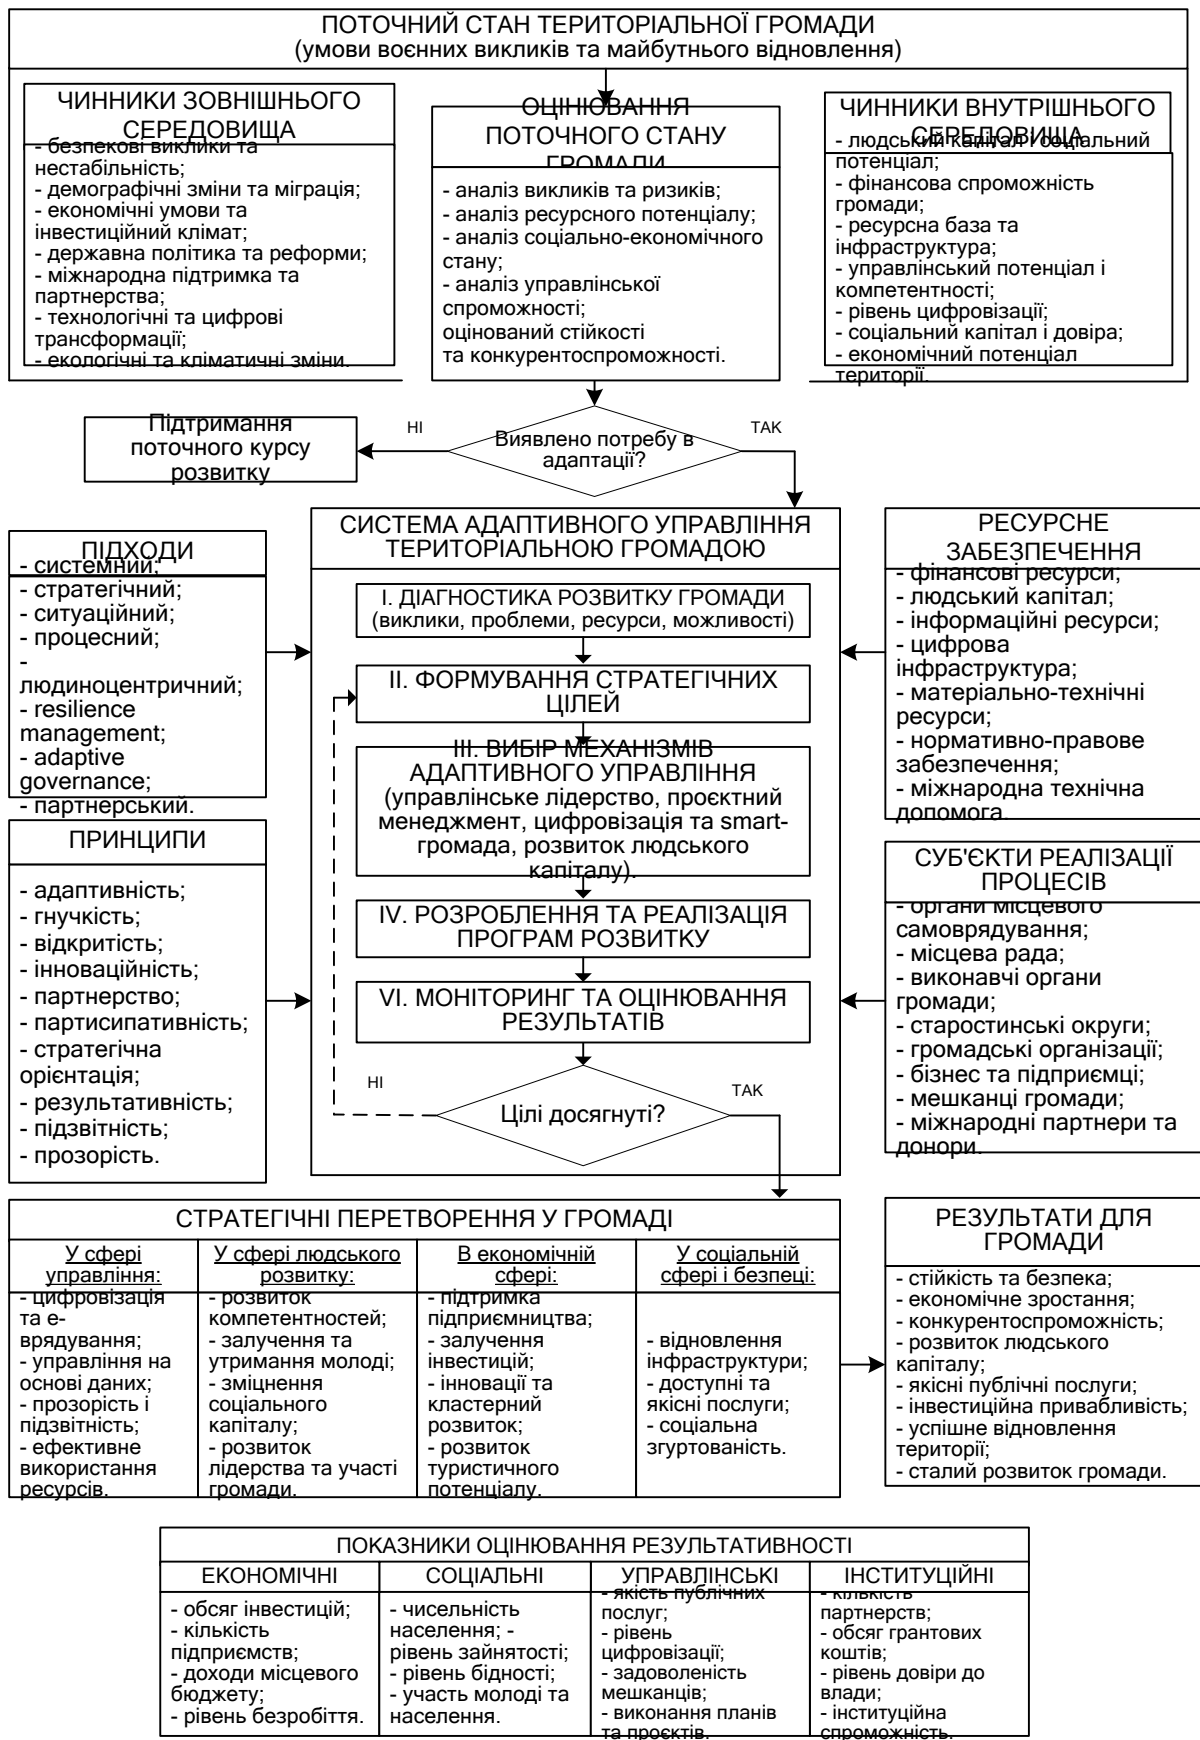 ПОТОЧНИЙ СТАН ТЕРИТОРІАЛЬНОЇ ГРОМАДИ
(умови воєнних викликів та майбутнього відновлення)
ЧИННИКИ ЗОВНІШНЬОГО
СЕРЕДОВИЩА
- безпекові виклики та
нестабільність;
- демографічні зміни та міграція;
- економічні умови та
інвестиційний клімат;
- державна політика та реформи;
- міжнародна підтримка та
партнерства;
- технологічні та цифрові
трансформації;
- екологічні та кліматичні зміни.
ОЦІНЮВАННЯ
ПОТОЧНОГО СТАНУ
ГРОМАДИ
- аналіз викликів та ризиків;
- аналіз ресурсного потенціалу;
- аналіз соціально-економічного
стану;
- аналіз управлінської
спроможності;
оцінований стійкості
та конкурентоспроможності.
ЧИННИКИ ВНУТРІШНЬОГО
СЕРЕДОВИЩА
- людський капітал і соціальний
потенціал;
- фінансова спроможність
громади;
- ресурсна база та
інфраструктура;
- управлінський потенціал і
компетентності;
- рівень цифровізації;
- соціальний капітал і довіра;
- економічний потенціал
території.
Підтримання
поточного курсу
розвитку
НІ
Виявлено потребу в
адаптації?
ТАК
ПІДХОДИ
- системний;
- стратегічний;
- ситуаційний;
- процесний;
-
людиноцентричний;
- resilience
management;
- adaptive
governance;
- партнерський.
ПРИНЦИПИ
- адаптивність;
- гнучкість;
- відкритість;
- інноваційність;
- партнерство;
- партисипативність;
- стратегічна
орієнтація;
- результативність;
- підзвітність;
- прозорість.
СИСТЕМА АДАПТИВНОГО УПРАВЛІННЯ
ТЕРИТОРІАЛЬНОЮ ГРОМАДОЮ
I. ДІАГНОСТИКА РОЗВИТКУ ГРОМАДИ
(виклики, проблеми, ресурси, можливості)
II. ФОРМУВАННЯ СТРАТЕГІЧНИХ
ЦІЛЕЙ
III. ВИБІР МЕХАНІЗМІВ
АДАПТИВНОГО УПРАВЛІННЯ
(управлінське лідерство, проєктний
менеджмент, цифровізація та smart-
громада, розвиток людського
капіталу).
IV. РОЗРОБЛЕННЯ ТА РЕАЛІЗАЦІЯ
ПРОГРАМ РОЗВИТКУ
VI. МОНІТОРИНГ ТА ОЦІНЮВАННЯ
РЕЗУЛЬТАТІВ
НІ
Цілі досягнуті?
ТАК
РЕСУРСНЕ
ЗАБЕЗПЕЧЕННЯ
- фінансові ресурси;
- людський капітал;
- інформаційні ресурси;
- цифрова
інфраструктура;
- матеріально-технічні
ресурси;
- нормативно-правове
забезпечення;
- міжнародна технічна
допомога.
СУБ'ЄКТИ РЕАЛІЗАЦІЇ
ПРОЦЕСІВ
- органи місцевого
самоврядування;
- місцева рада;
- виконавчі органи
громади;
- старостинські округи;
- громадські організації;
- бізнес та підприємці;
- мешканці громади;
- міжнародні партнери та
донори.
СТРАТЕГІЧНІ ПЕРЕТВОРЕННЯ У ГРОМАДІ
У сфері
управління:
- цифровізація
та е-
врядування;
- управління на
основі даних;
- прозорість і
підзвітність;
- ефективне
використання
ресурсів.
У сфері людського
розвитку:
- розвиток
компетентностей;
- залучення та
утримання молоді;
- зміцнення
соціального
капіталу;
- розвиток
лідерства та участі
громади.
В економічній
сфері:
- підтримка
підприємництва;
- залучення
інвестицій;
- інновації та
кластерний
розвиток;
- розвиток
туристичного
потенціалу.
У соціальній
сфері і безпеці:
- відновлення
інфраструктури;
- доступні та
якісні послуги;
- соціальна
згуртованість.
РЕЗУЛЬТАТИ ДЛЯ
ГРОМАДИ
- стійкість та безпека;
- економічне зростання;
- конкурентоспроможність;
- розвиток людського
капіталу;
- якісні публічні послуги;
- інвестиційна привабливість;
- успішне відновлення
території;
- сталий розвиток громади.
ПОКАЗНИКИ ОЦІНЮВАННЯ РЕЗУЛЬТАТИВНОСТІ
ЕКОНОМІЧНІ
- обсяг інвестицій;
- кількість
підприємств;
- доходи місцевого
бюджету;
- рівень безробіття.
СОЦІАЛЬНІ
- чисельність
населення; -
рівень зайнятості;
- рівень бідності;
- участь молоді та
населення.
УПРАВЛІНСЬКІ
- якість публічних
послуг;
- рівень
цифровізації;
- задоволеність
мешканців;
- виконання планів
та проєктів.
ІНСТИТУЦІЙНІ
- кількість
партнерств;
- обсяг грантових
коштів;
- рівень довіри до
влади;
- інституційна
спроможність.